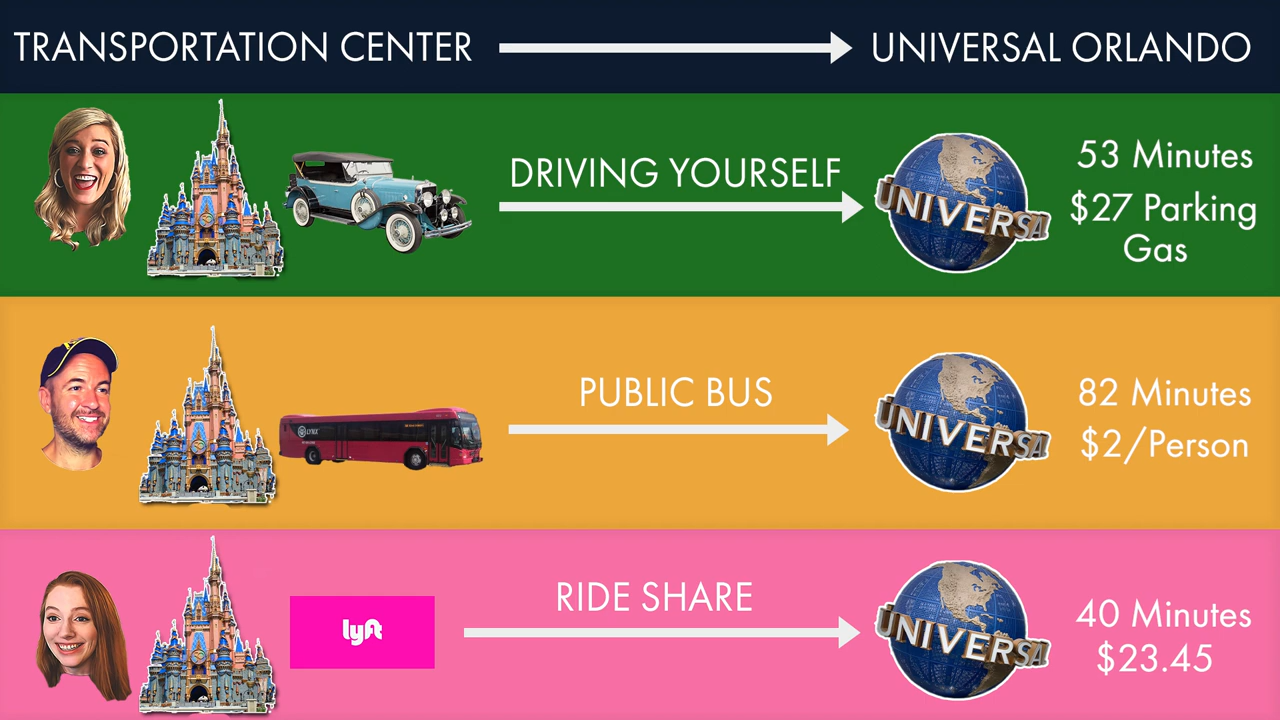 TRANSPORTATION CENTER
UNIVERSAL ORLANDO
DRIVING YOURSELF
UNIVERSAL
53 Minutes
$27 Parking
Gas
PUBLIC BUS
LYNX
UNIVERSAL
82 Minutes
$2/Person
RIDE SHARE
lyft
UNIVERSAL
40 Minutes
$23.45